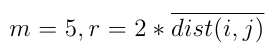 $m = 5, r = 2 * \overline{dist(i, j)}$